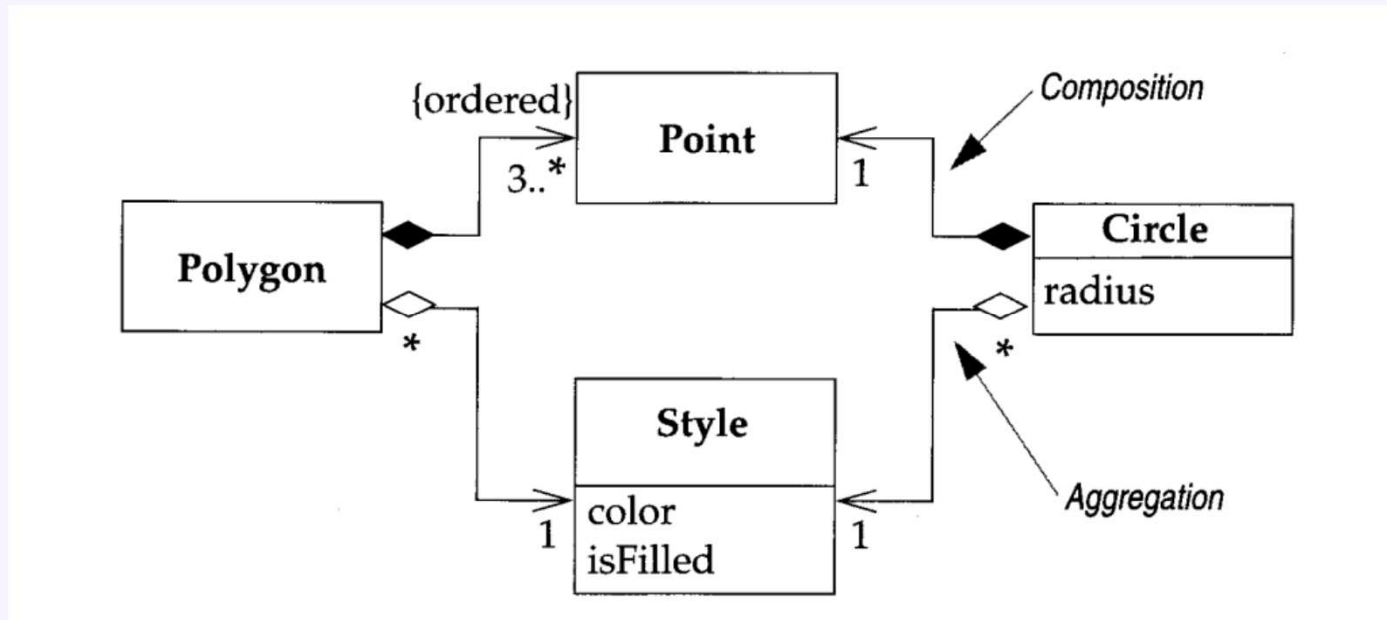 {ordered}
Point
Composition
3..*
1
Polygon
Circle
radius
*
*
Style
color
isFilled
1
1
Aggregation